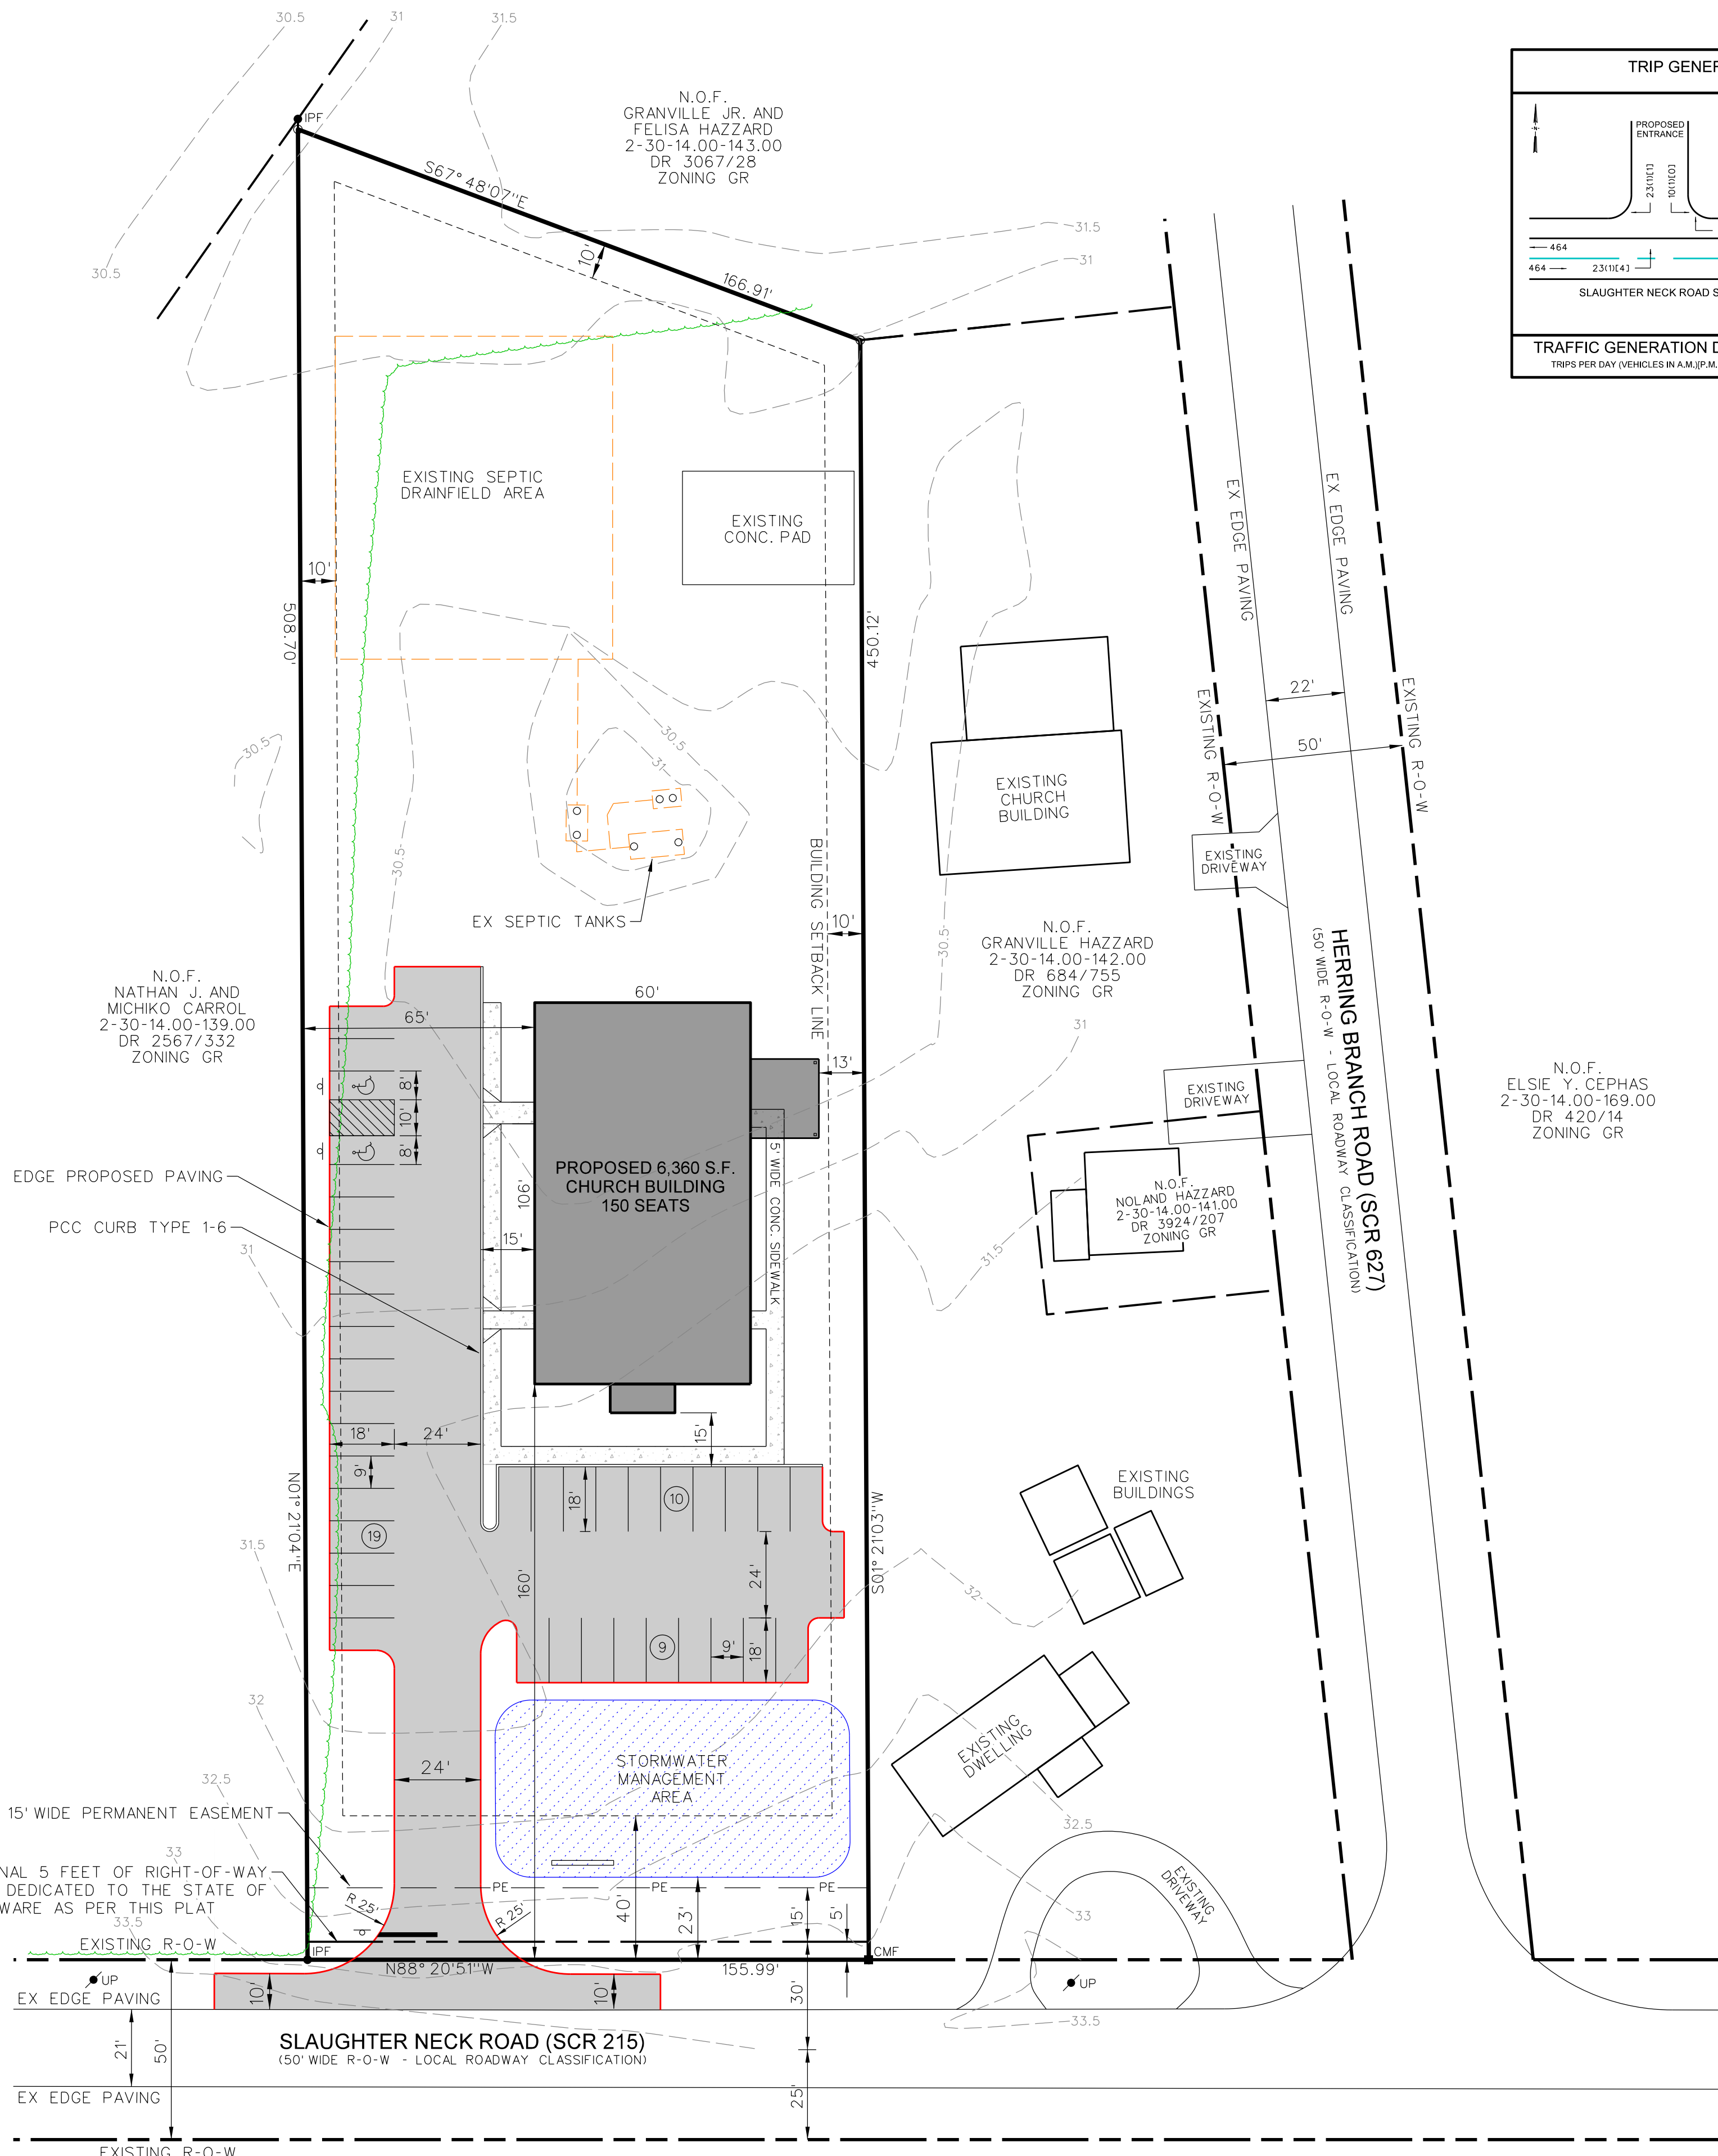 30.5
31
31.5
TRIP GENER
PROPOSED
ENTRANCE
23(1)[1]
10(1)[0]
464
464
23(1)[4]
SLAUGHTER NECK ROAD S
TRAFFIC GENERATION D
TRIPS PER DAY (VEHICLES IN A.M.)[P.M.
N.O.F.
GRANVILLE JR. AND
FELISA HAZZARD
2-30-14.00-143.00
DR 3067/28
ZONING GR
IPF
S67° 48'07"E
166.91'
10'
30.5
31.5
31
EXISTING SEPTIC
DRAINFIELD AREA
EXISTING
CONC. PAD
10'
508.70'
450.12'
EX EDGE PAVING
EX EDGE PAVING
EXISTING R-O-W
EXISTING R-O-W
22'
50'
30.5
30.5
31
30.5
EXISTING
CHURCH
BUILDING
EXISTING
DRIVEWAY
BUILDING SETBACK LINE
EX SEPTIC TANKS
10'
30.5
N.O.F.
GRANVILLE HAZZARD
2-30-14.00-142.00
DR 684/755
ZONING GR
HERRING BRANCH ROAD (SCR 627)
(50' WIDE R-O-W - LOCAL ROADWAY CLASSIFICATION)
N.O.F.
NATHAN J. AND
MICHIKO CARROL
2-30-14.00-139.00
DR 2567/332
ZONING GR
60'
65'
31
13'
8'
10'
8'
EXISTING
DRIVEWAY
N.O.F.
ELSIE Y. CEPHAS
2-30-14.00-169.00
DR 420/14
ZONING GR
EDGE PROPOSED PAVING
PCC CURB TYPE 1-6
31
106'
15'
PROPOSED 6,360 S.F.
CHURCH BUILDING
150 SEATS
5' WIDE CONC. SIDEWALK
N.O.F.
NOLAND HAZZARD
2-30-14.00-141.00
DR 3924/207
ZONING GR
31.5
18'
24'
15'
9'
N01° 21'04"E
S01° 21'03"W
EXISTING
BUILDINGS
18'
10
19
31.5
160'
24'
32
9
9'
18'
32
EXISTING
DWELLING
24'
STORMWATER
MANAGEMENT
AREA
32.5
32.5
15' WIDE PERMANENT EASEMENT
33
NAL 5 FEET OF RIGHT-OF-WAY
DEDICATED TO THE STATE OF
WARE AS PER THIS PLAT
PE
PE
PE
EXISTING
DRIVEWAY
R 25'
R 25'
40'
23'
15'
5'
33
33.5
EXISTING R-O-W
IPF
CMF
N88° 20'51"W
155.99'
UP
UP
EX EDGE PAVING
10'
10'
30'
33.5
SLAUGHTER NECK ROAD (SCR 215)
(50' WIDE R-O-W - LOCAL ROADWAY CLASSIFICATION)
21'
50'
25'
EX EDGE PAVING
EXISTING R-O-W